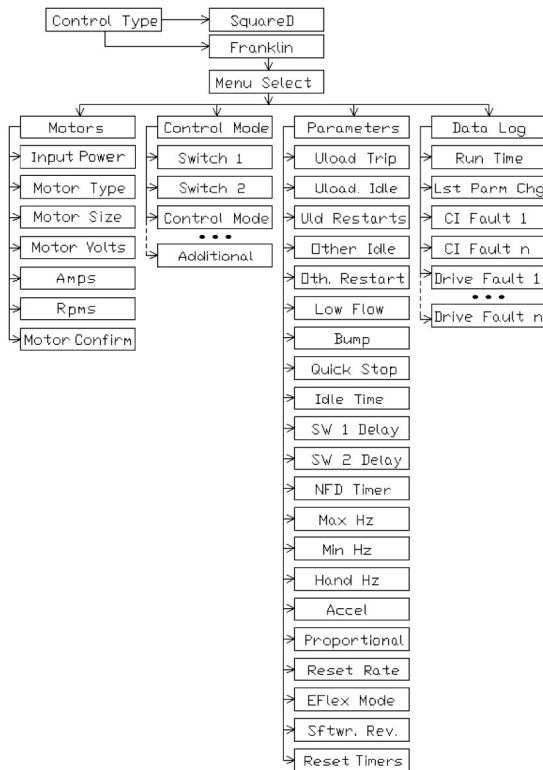 Control Type
SquareD
Franklin
Menu Select
Motors
Input Power
Motor Type
Motor Size
Motor Volts
Amps
Rpms
Motor Confirm
Control Mode
Switch 1
Switch 2
Control Mode
•••
Additional
Parameters
Uload Trip
Uload. Idle
Uld Restarts
Other Idle
Oth. Restart
Low Flow
Bump
Quick Stop
Idle Time
SW 1 Delay
SW 2 Delay
NFD Timer
Max Hz
Min Hz
Hand Hz
Accel
Proportional
Reset Rate
EFlex Mode
Sftwr. Rev.
Reset Timers
Data Log
Run Time
Lst Parm Chg
CI Fault 1
CI Fault n
Drive Fault 1
•••
Drive Fault n